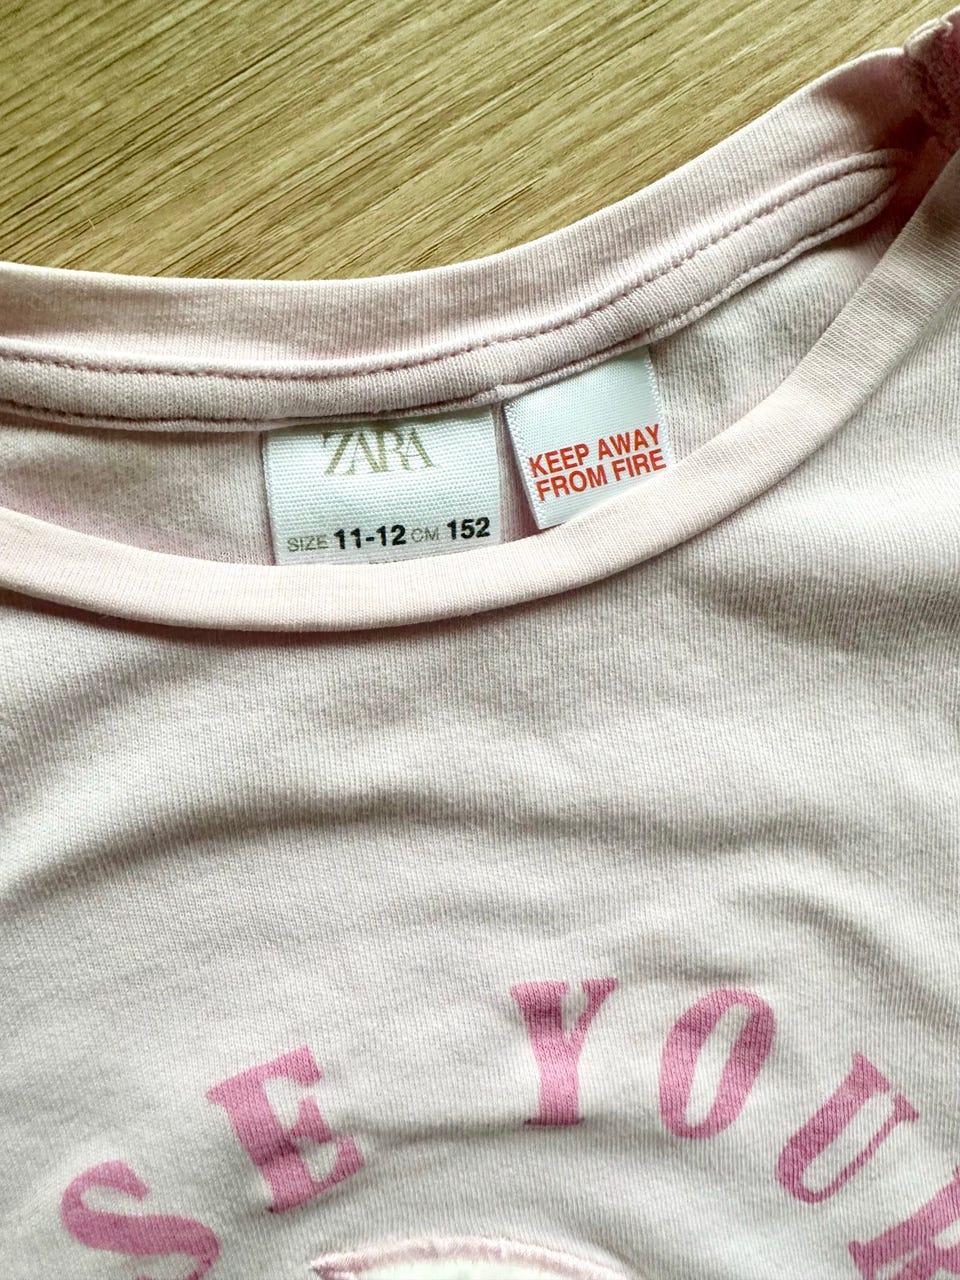 ZARA
SIZE 11-12 CM 152
KEEP AWAY
FROM FIRE
SE YOUR